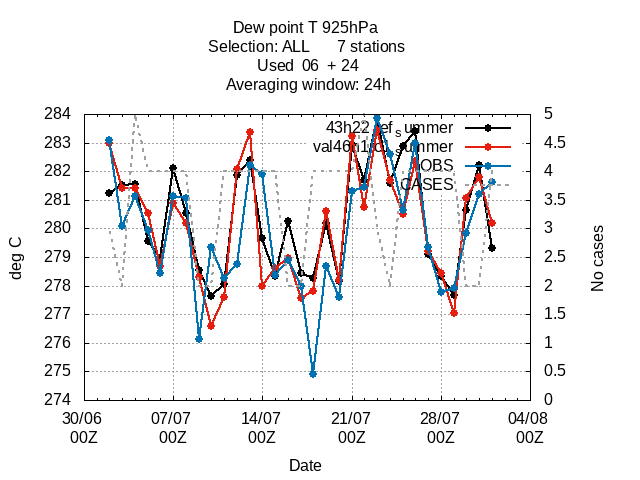 Dew point T 925hPa
Selection: ALL 7 stations
Used 06 + 24
Averaging window: 24h
284 5
283 4.5
282 4
281 3.5
280 3
279 2.5
278 2
277 1.5
276 1
275 0.5
274 0
43h22 ref_summer
OBS
CASES
deg C
No cases
30/06 07/07 14/07 21/07 28/07 04/08
00Z 00Z 00Z 00Z 00Z 00Z
Date